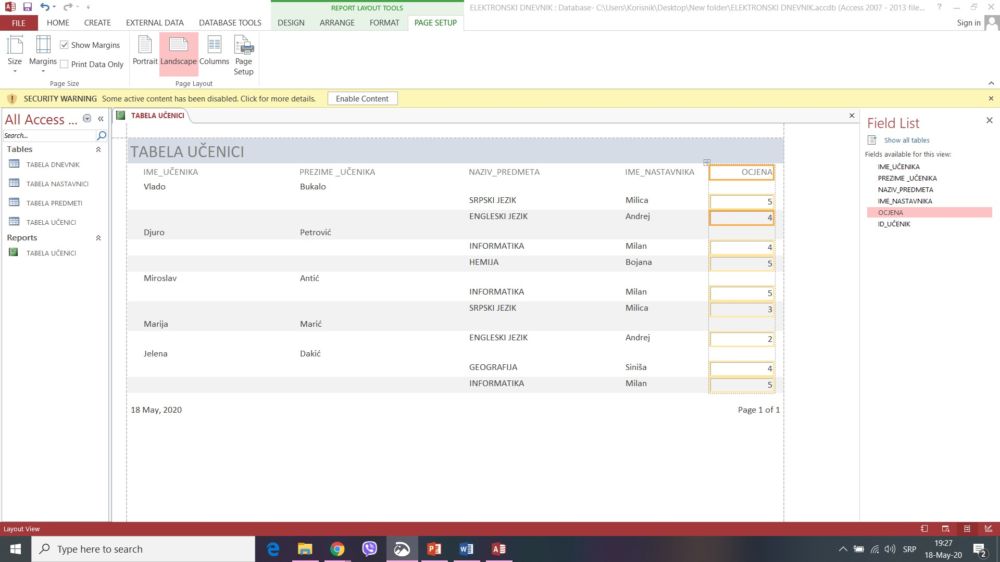 REPORT LAYOUT TOOLS
ELEKTRONSKI DNEVNIK : Database- C:\Users\Korisnik\Desktop\New folder\ELEKTRONSKI DNEVNIK.accdb (Access 2007 - 2013 file...
FILE HOME CREATE EXTERNAL DATA DATABASE TOOLS DESIGN ARRANGE FORMAT PAGE SETUP Sign in
Show Margins
Print Data Only
Size Margins Portrait Landscape Columns Page Setup
Page Size Page Layout
SECURITY WARNING Some active content has been disabled. Click for more details. Enable Content
All Access ...
Search...
Tables
TABELA DNEVNIK
TABELA NASTAVNICI
TABELA PREDMETI
TABELA UČENICI
Reports
TABELA UČENICI
TABELA UČENICI
TABELA UČENICI
IME_UČENIKA PREZIME _UČENIKA NAZIV_PREDMETA IME_NASTAVNIKA OCJENA
Vlado Bukalo
SRPSKI JEZIK Milica 5
ENGLESKI JEZIK Andrej 4
Djuro Petrović
INFORMATIKA Milan 4
HEMIJA Bojana 5
Miroslav Antić
INFORMATIKA Milan 5
SRPSKI JEZIK Milica 3
Marija Marić
ENGLESKI JEZIK Andrej 2
Jelena Dakić
GEOGRAFIJA Siniša 4
INFORMATIKA Milan 5
18 May, 2020 Page 1 of 1
Field List
Show all tables
Fields available for this view:
IME_UČENIKA
PREZIME _UČENIKA
NAZIV_PREDMETA
IME_NASTAVNIKA
OCJENA
ID_UČENIK
Layout View
Type here to search
SRP
19:27
18-May-20
2